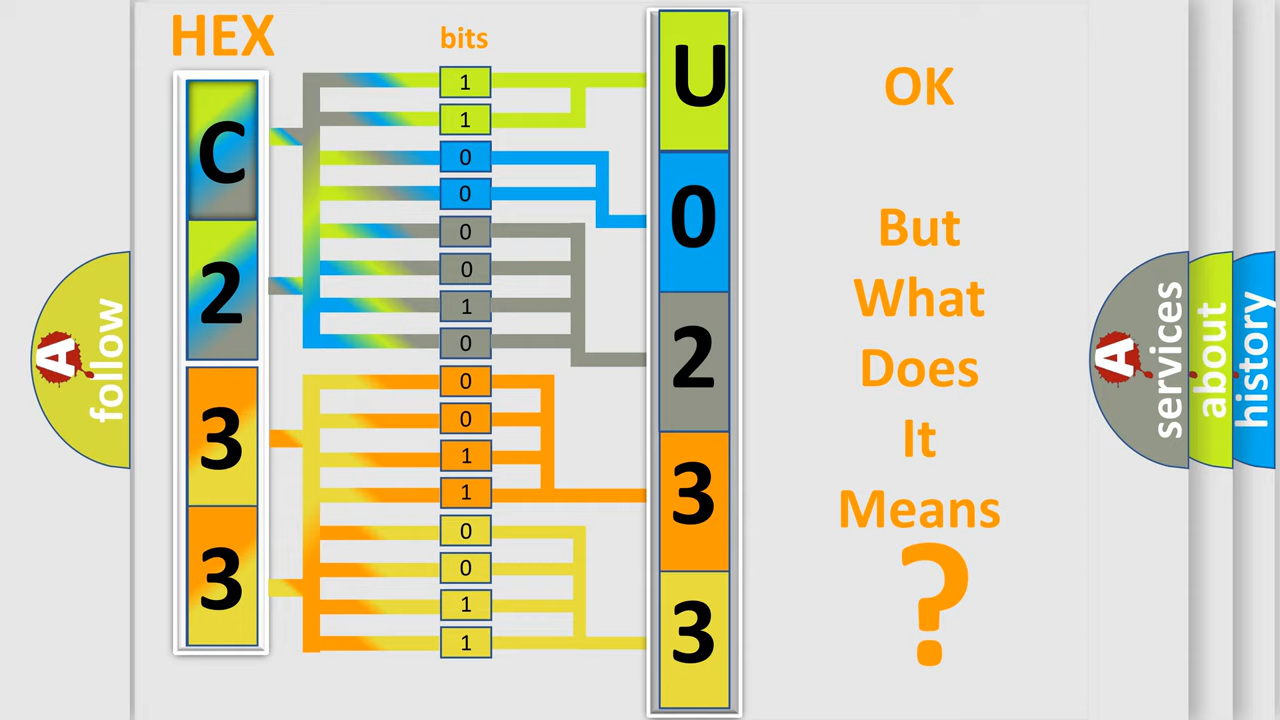 HEX
bits
C
2
3
3
1
1
0
0
0
0
1
0
0
0
1
1
0
0
1
1
U
0
2
3
3
OK
But
What
Does
It
Means
?
A
follow
A
services
about
history